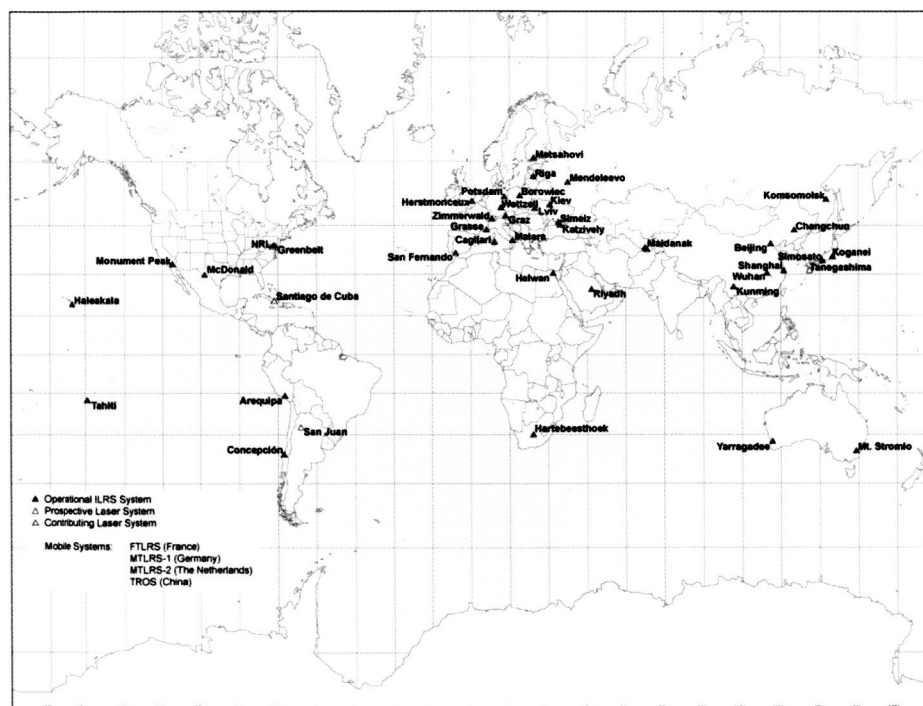 Metsahovi
Riga
Mendeleevo
Potsdam
Borowiec
Komsomolsk
Herstmonceux
Wettzell
Kiev
Lviv
Zimmerwald
Graz
Simeiz
Changchun
Grasse
Katzively
NRL
Greenbelt
Cagliari
Matera
Maidanak
Beijing
Koganei
San Fernando
Simosato
Monument Peak
McDonald
Shanghai
Tanegashima
Helwan
Wuhan
Haleakala
Santiago de Cuba
Riyadh
Kunming
Tahiti
Arequipa
San Juan
Hartebeesthoek
Concepción
Yarragadee
Mt. Stromlo
Operational ILRS System
Prospective Laser System
Contributing Laser System
Mobile Systems: FTLRS (France)
MTLRS-1 (Germany)
MTLRS-2 (The Netherlands)
TROS (China)